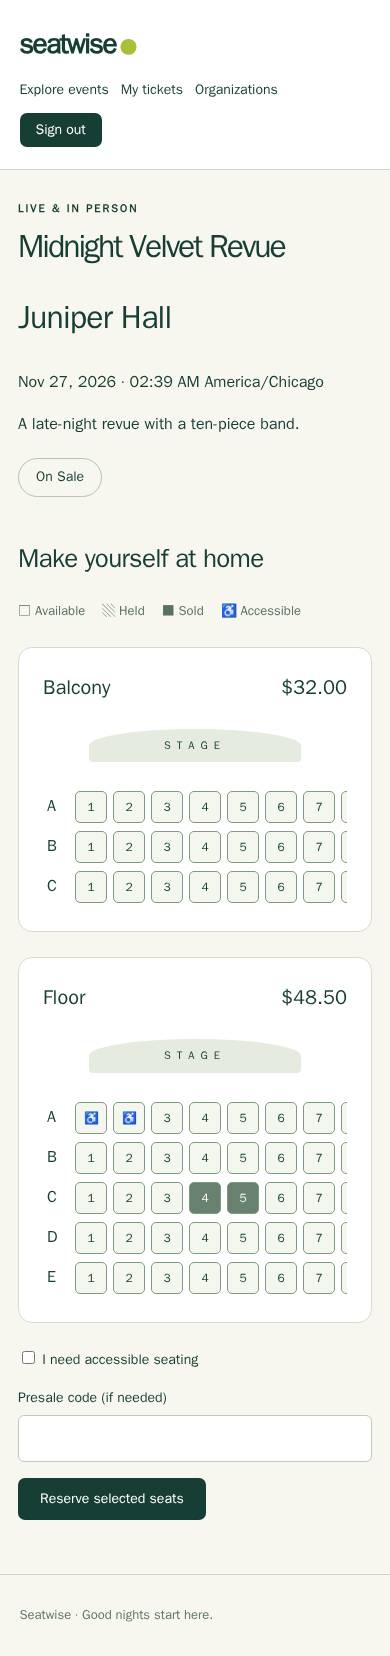 seatwise
Explore events My tickets Organizations
Sign out
LIVE & IN PERSON
Midnight Velvet Revue
Juniper Hall
Nov 27, 2026 · 02:39 AM America/Chicago
A late-night revue with a ten-piece band.
On Sale
Make yourself at home
Available Held Sold ♿ Accessible
Balcony $32.00
STAGE
A 1 2 3 4 5 6 7
B 1 2 3 4 5 6 7
C 1 2 3 4 5 6 7
Floor $48.50
STAGE
A ♿ ♿ 3 4 5 6 7
B 1 2 3 4 5 6 7
C 1 2 3 4 5 6 7
D 1 2 3 4 5 6 7
E 1 2 3 4 5 6 7
I need accessible seating
Presale code (if needed)
Reserve selected seats
Seatwise · Good nights start here.